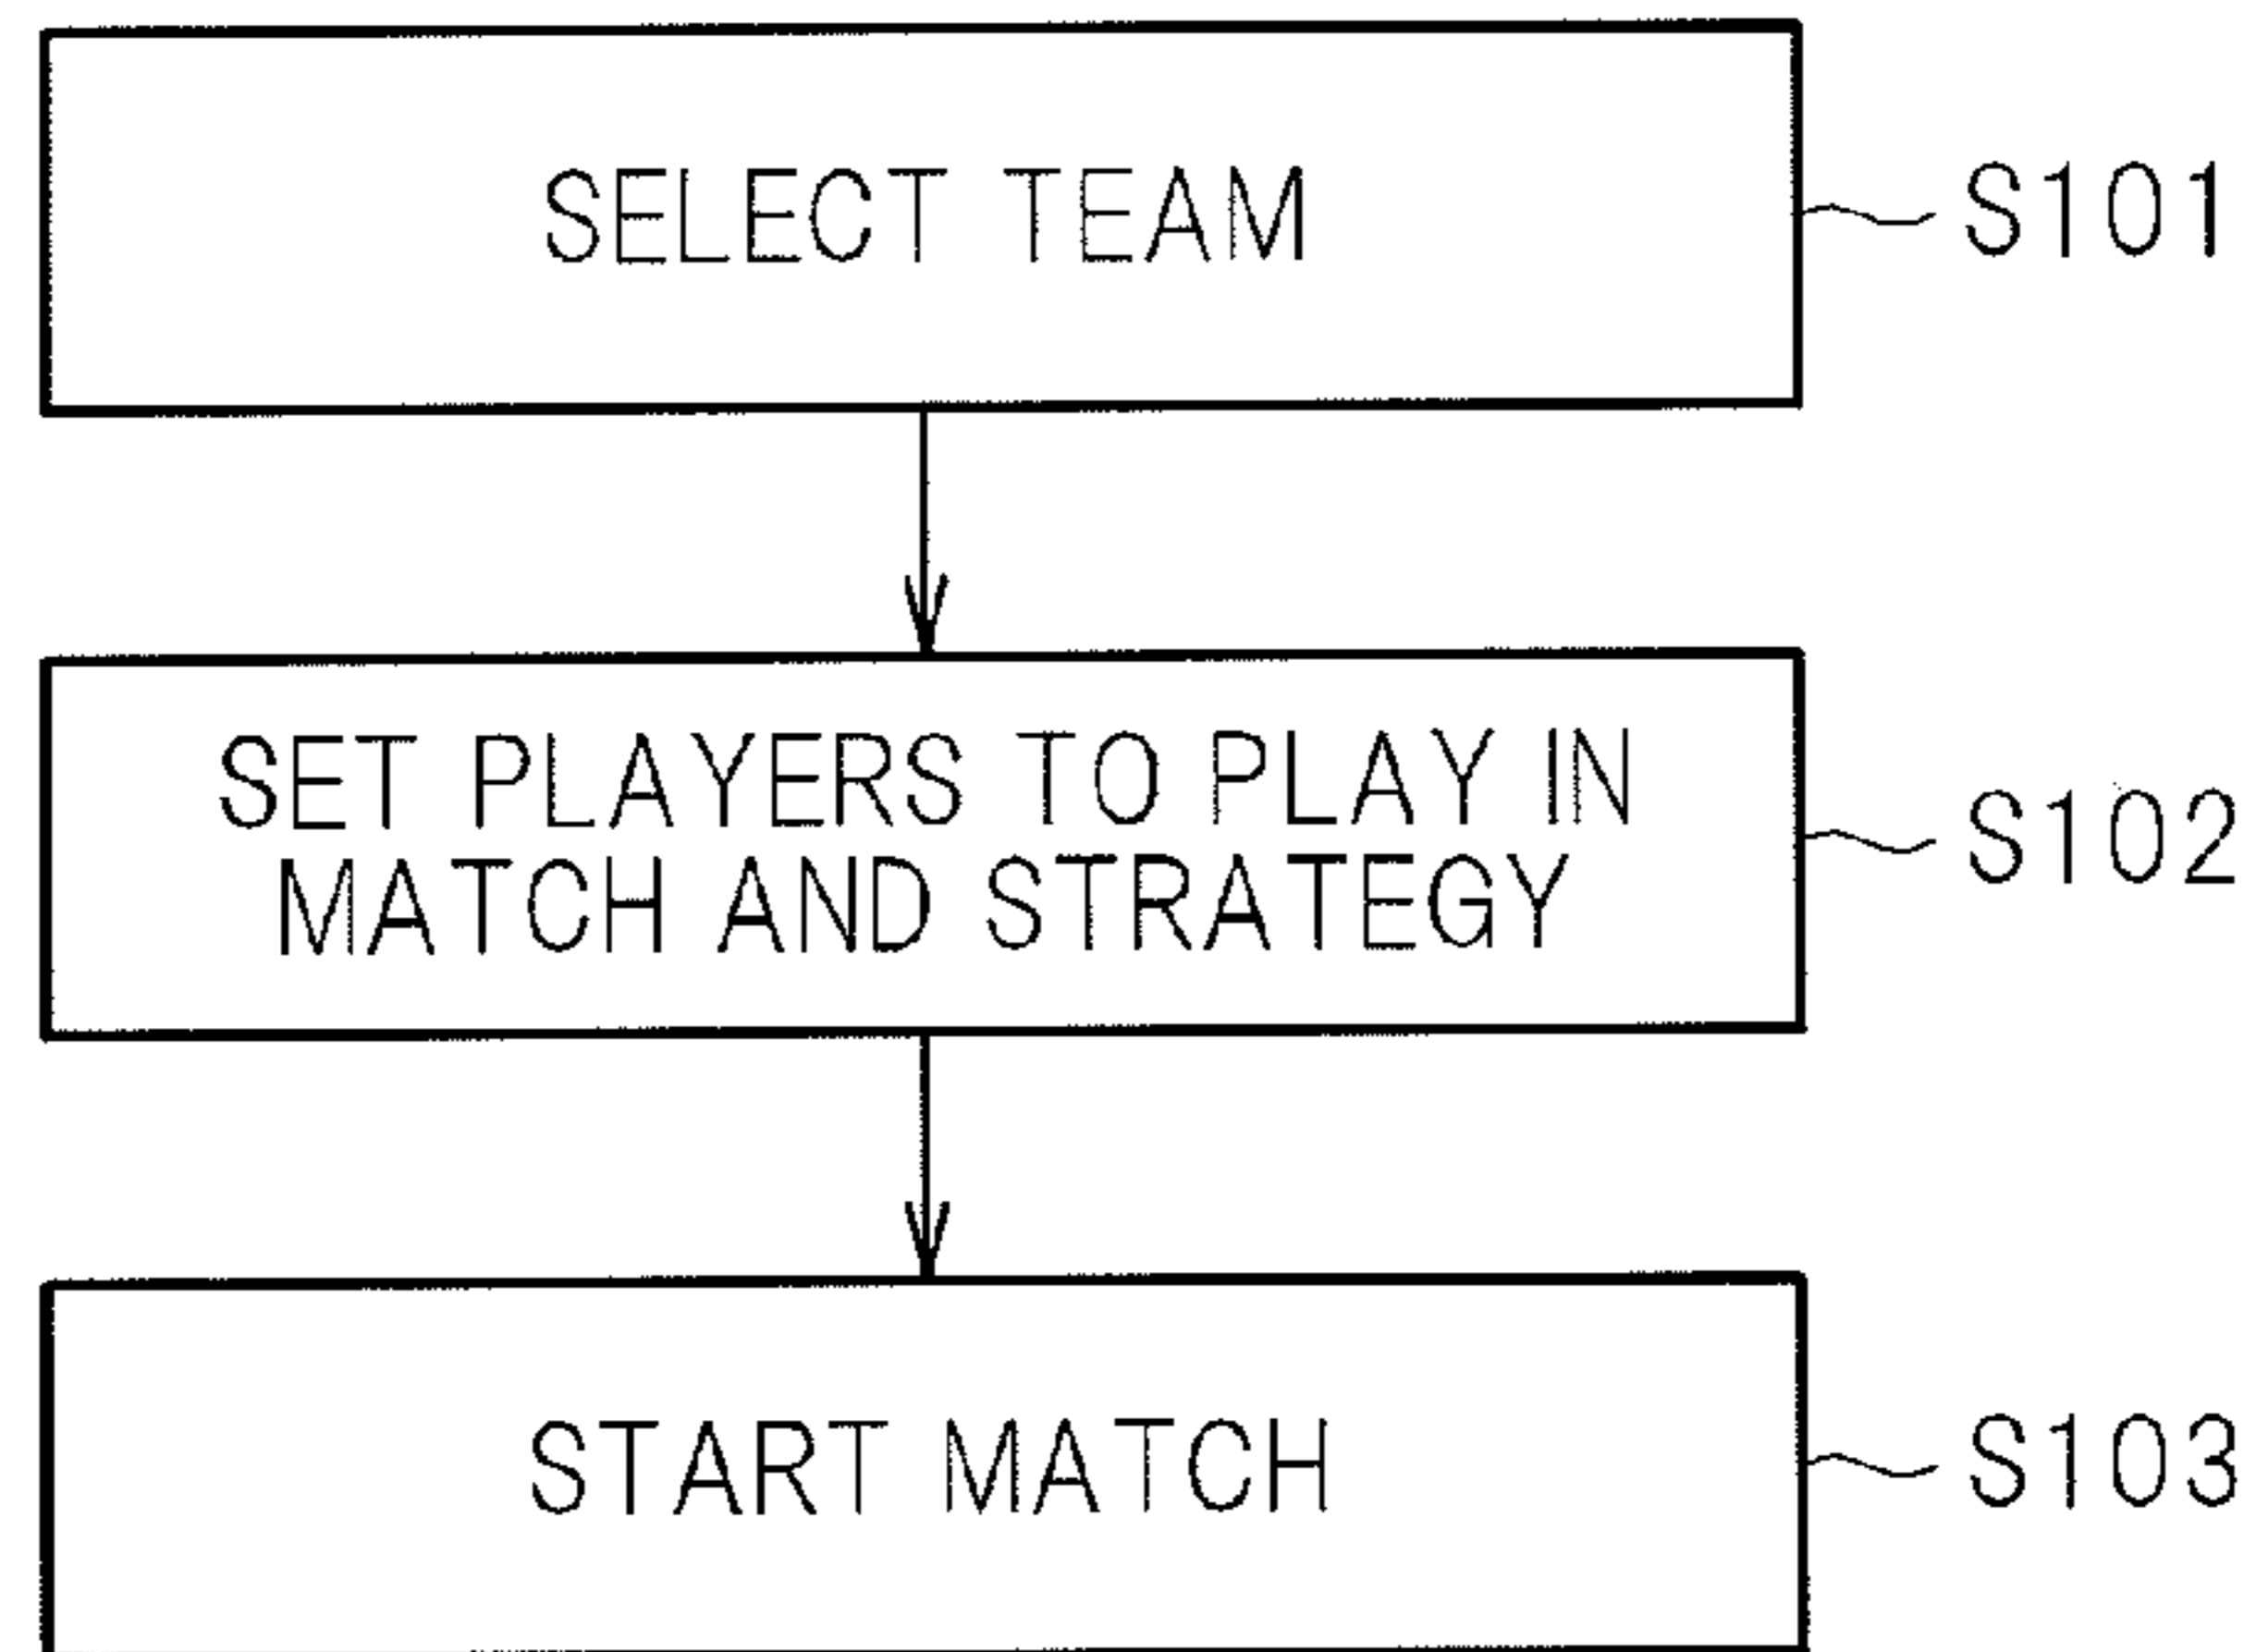 SELECT TEAM
S101
SET PLAYERS TO PLAY IN
MATCH AND STRATEGY
S102
START MATCH
S103